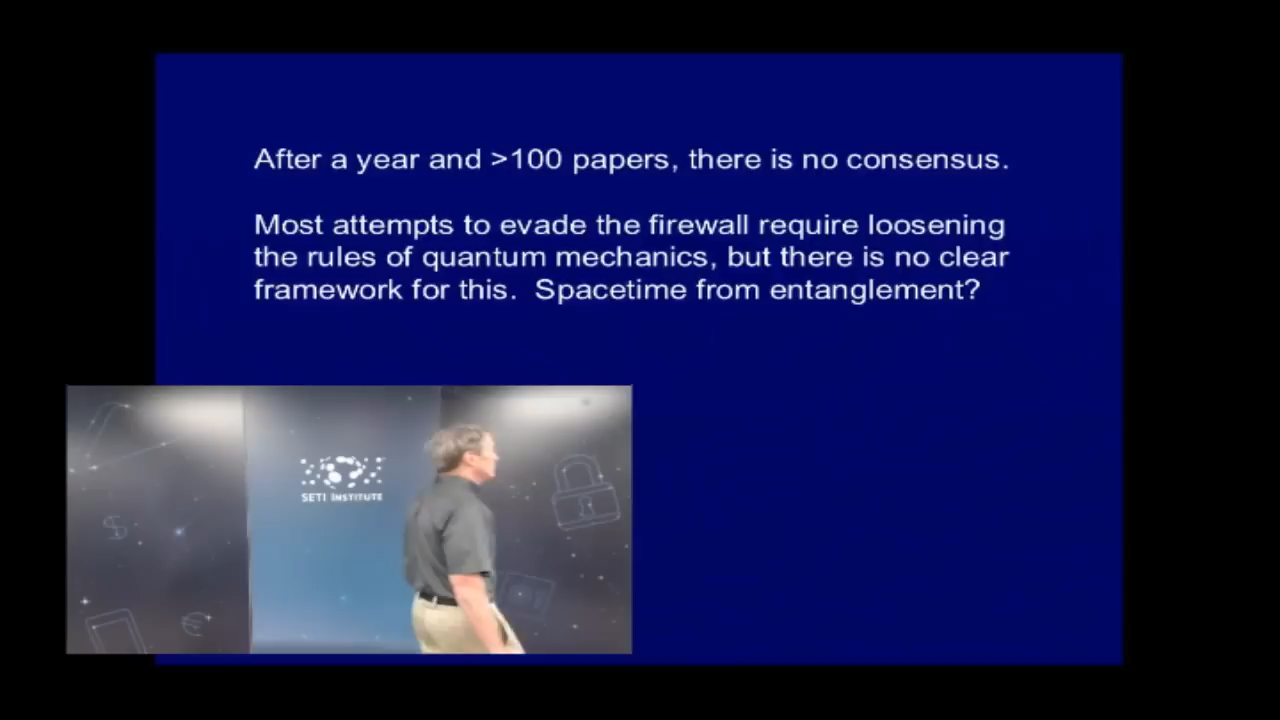 After a year and >100 papers, there is no consensus.
Most attempts to evade the firewall require loosening
the rules of quantum mechanics, but there is no clear
framework for this.  Spacetime from entanglement?
SETI INSTITUTE
$
€